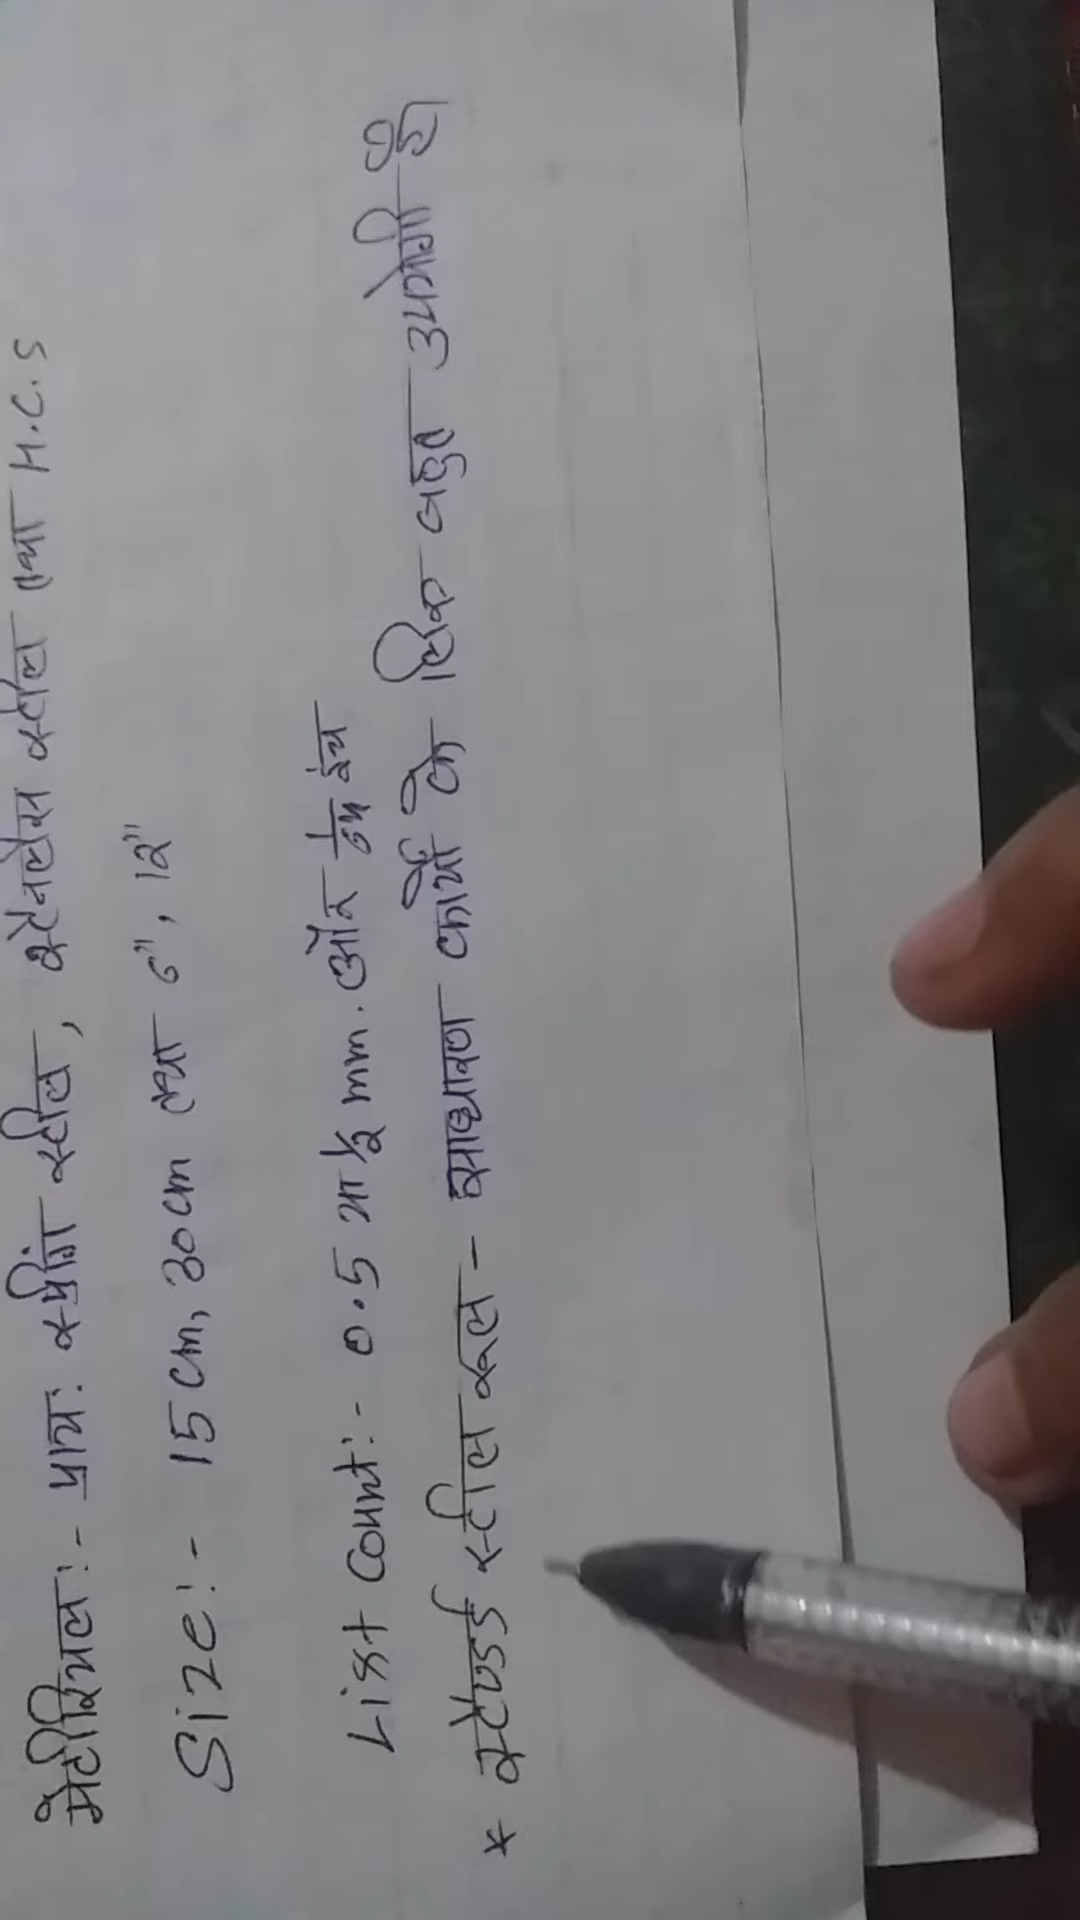 मेटीरियल:- प्राय: स्प्रींग स्टील, स्टेनलेस स्टील तथा H.C.S
Size:- 15 cm, 30 cm तथा 6", 12"
List Count:- 0.5 या ½ mm. और 1/64 इंच
* स्टैण्डर्ड स्टील रूल - साधारण कार्यों के लिए बहुत उपयोगी है।